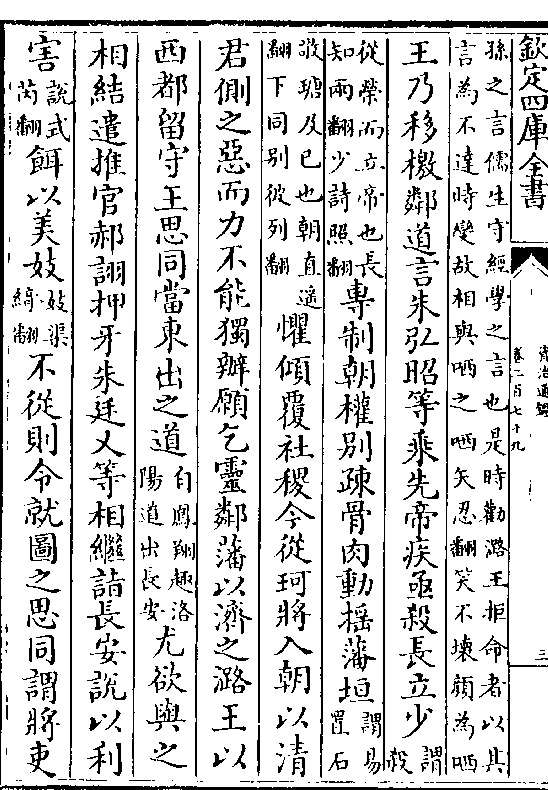 欽定四庫全書
資治通鑑
卷二百七十九
三
孫之言儒生守經學之言也是時勸潞王拒命者以其
言為不達時變故相與哂之哂矢忍翻笑不壞顔為哂
王乃移檄鄰道言朱弘昭等乘先帝疾亟殺長立少謂殺
從榮而立帝也長知兩翻少詩照翻專制朝權别疎骨肉動揺藩垣謂易置石
敬瑭及已也朝直遥翻下同别彼列翻懼傾覆社稷今從珂將入朝以清
君側之惡而力不能獨辦願乞靈鄰藩以濟之潞王以
西都留守王思同當東出之道自鳳翔趣洛陽道出長安尤欲與之
相結遣推官郝詡押牙朱廷乂等相繼詣長安說以利
害說式芮翻餌以美妓妓渠綺翻不從則令就圖之思同謂將吏